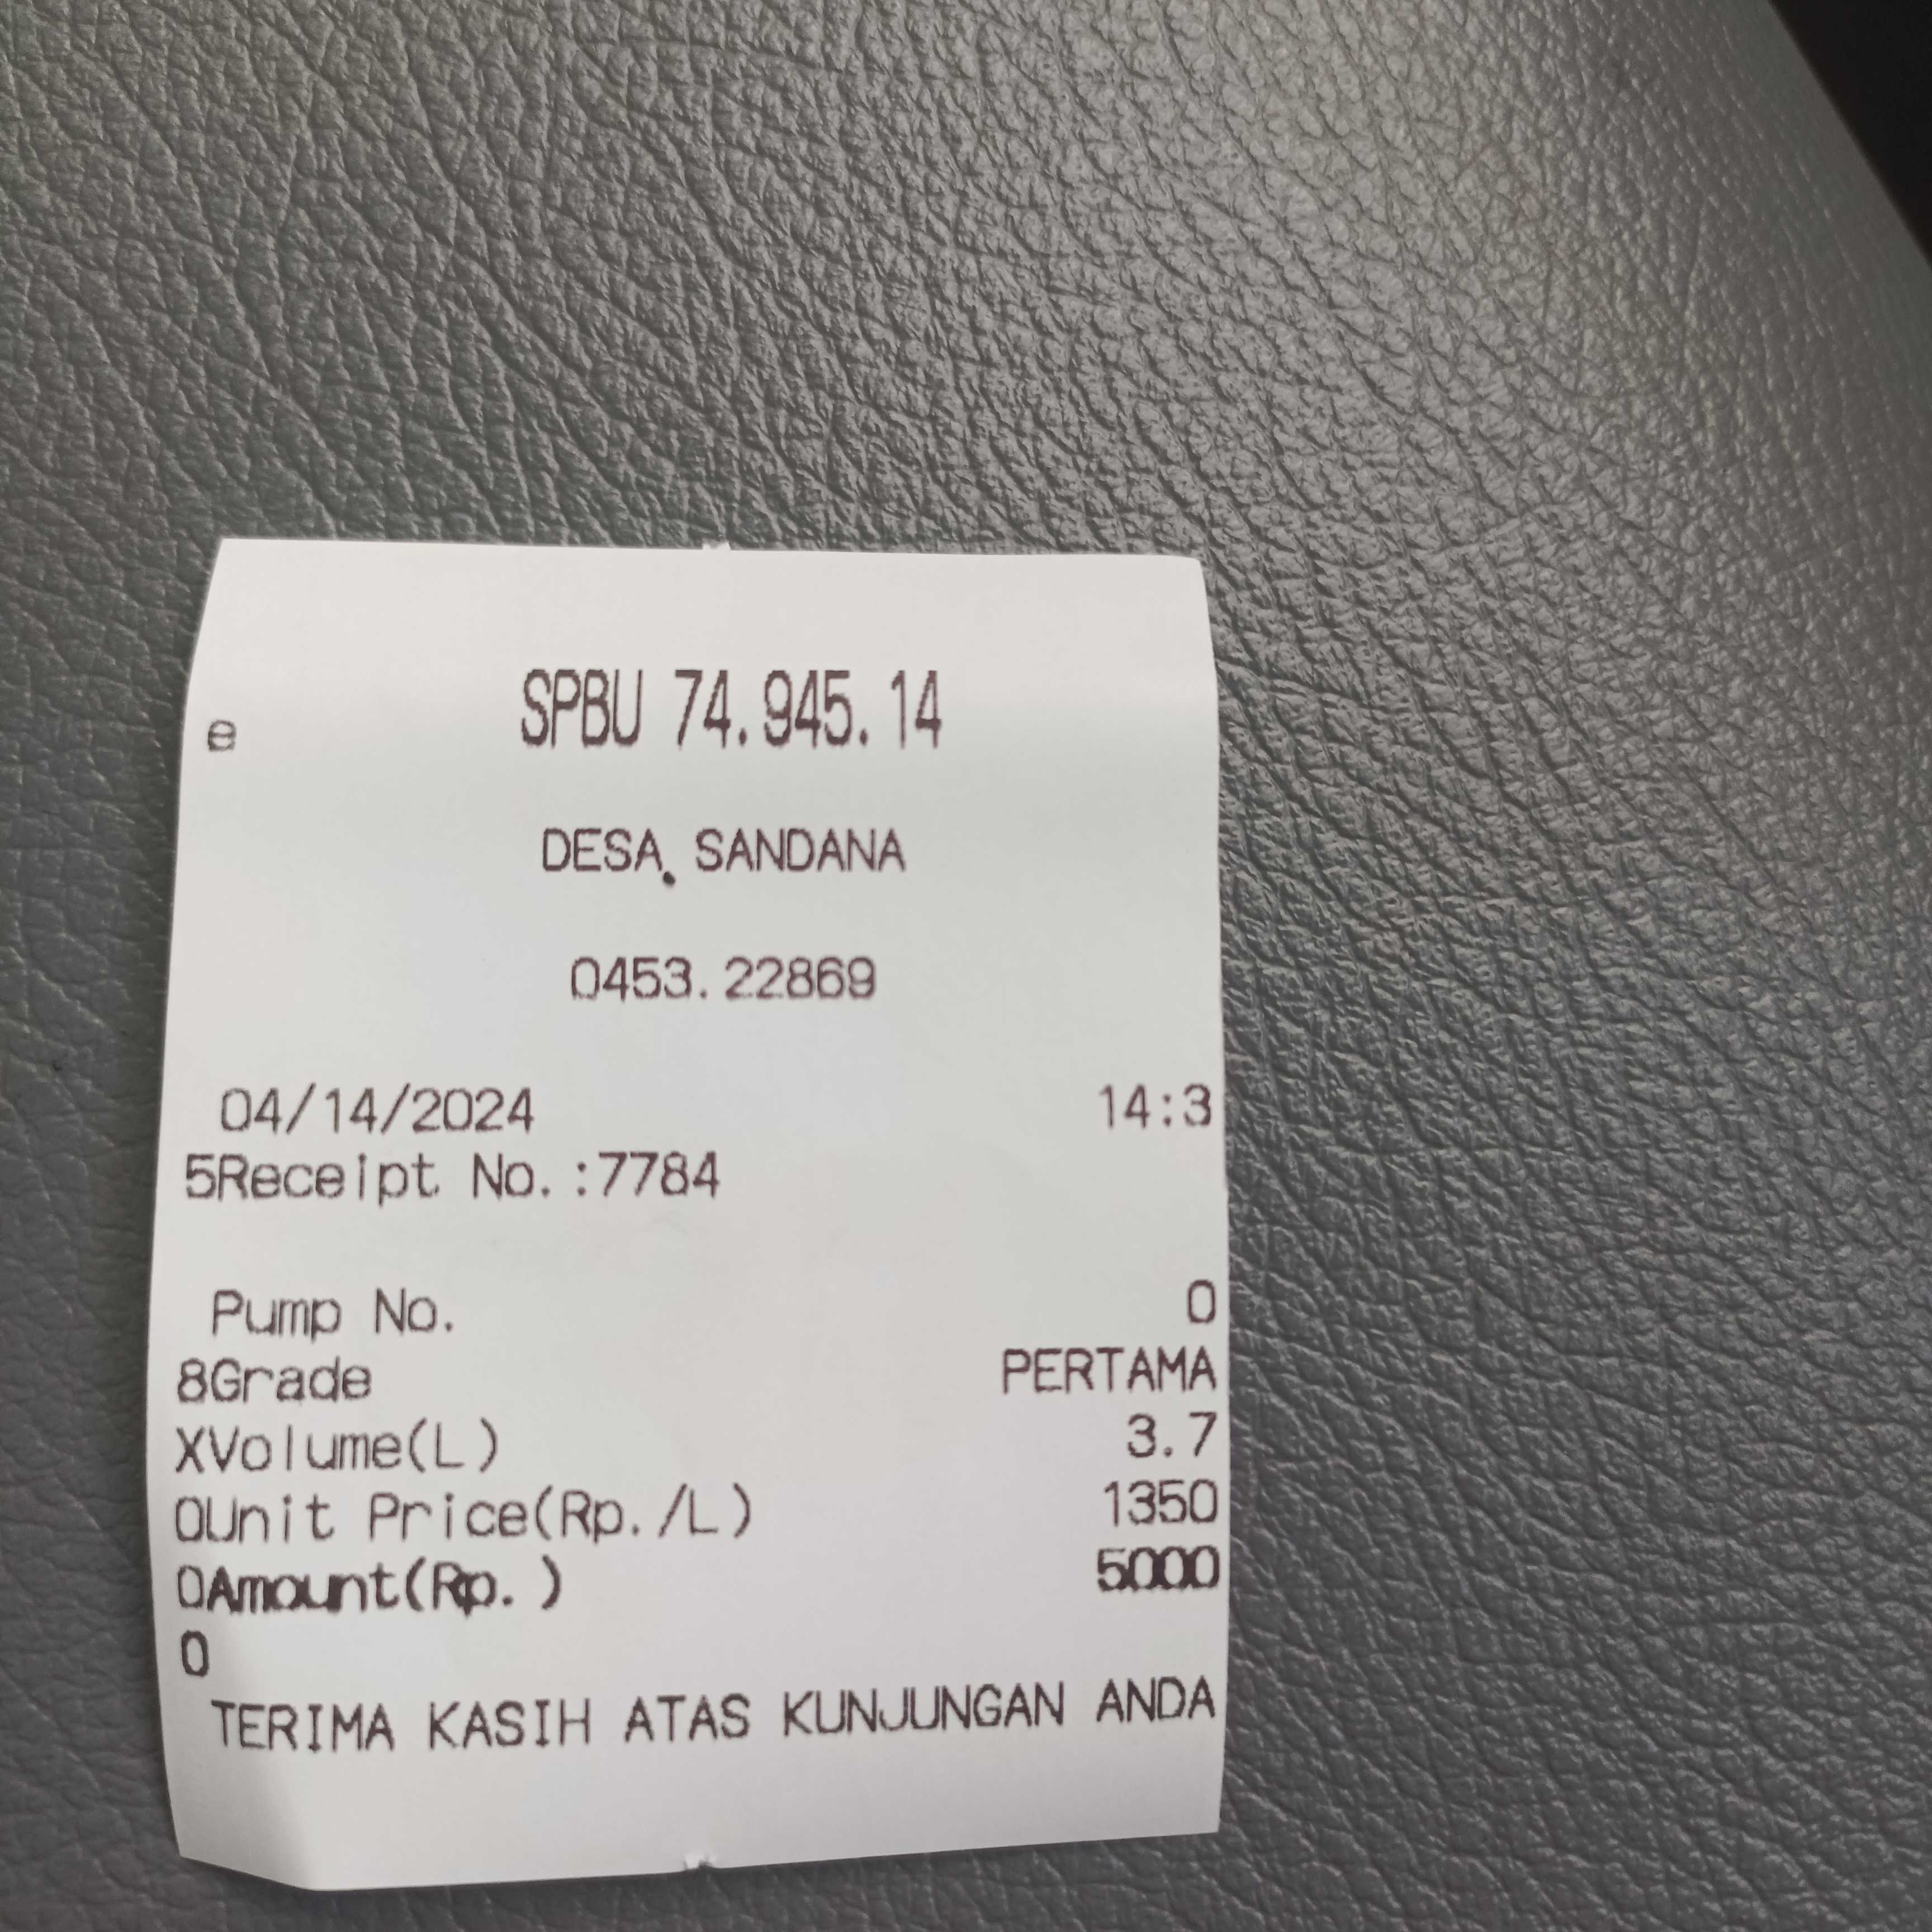 e SPBU 74.945.14
DESA SANDANA
0453.22869
04/14/2024 14:3
5Receipt No.:7784
Pump No. 0
8Grade PERTAMA
XVolume(L) 3.7
0Unit Price(Rp./L) 1350
0Amount(Rp.) 5000
0
TERIMA KASIH ATAS KUNJUNGAN ANDA